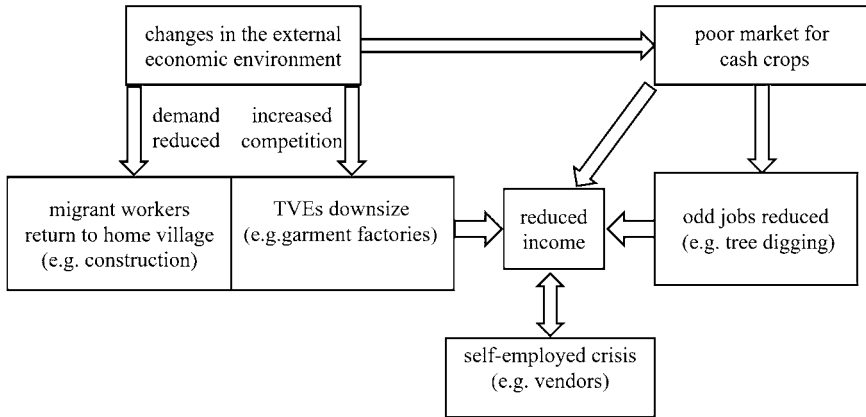 changes in the external
economic environment
poor market for
cash crops
demand
reduced
increased
competition
migrant workers
return to home village
(e.g. construction)
TVEs downsize
(e.g.garment factories)
reduced
income
odd jobs reduced
(e.g. tree digging)
self-employed crisis
(e.g. vendors)